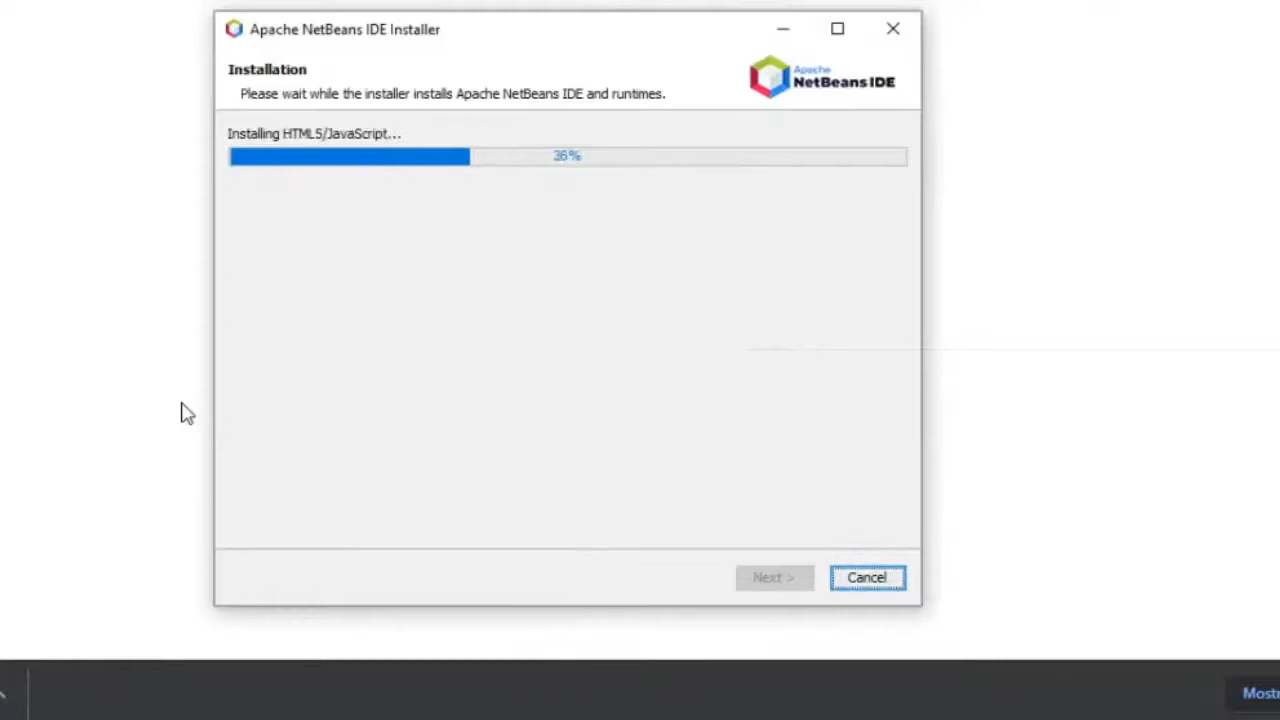 Apache NetBeans IDE Installer
Installation
Please wait while the installer installs Apache NetBeans IDE and runtimes.
Apache
NetBeans IDE
Installing HTML5/JavaScript...
36%
Next >
Cancel
Mostr